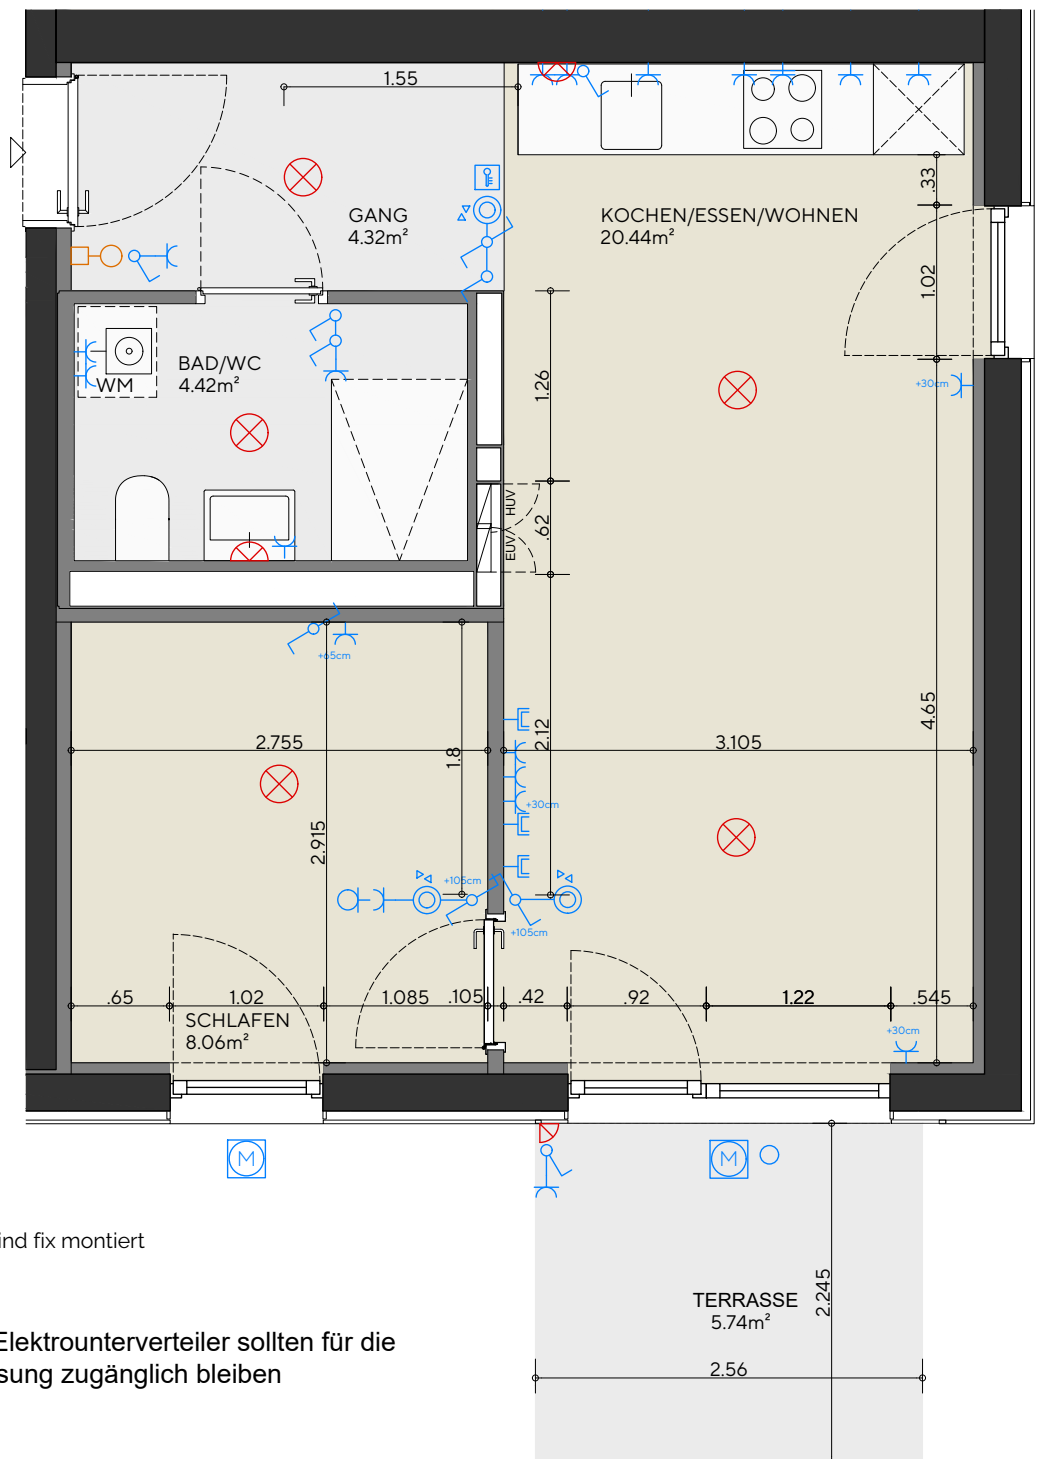 1.55
.33
GANG
4.32m²
KOCHEN/ESSEN/WOHNEN
20.44m²
1.02
BAD/WC
4.42m²
WM
1.26
+30cm
HUV
EUV
.62
+65cm
2.755
1.8
2.12
3.105
4.65
+30cm
2.915
+105cm
+105cm
.65
1.02
1.085
.105
.42
.92
1.22
.545
SCHLAFEN
8.06m²
+30cm
M
M
ind fix montiert
TERRASSE
5.74m²
2.245
Elektrounterverteiler sollten für die
sung zugänglich bleiben
2.56